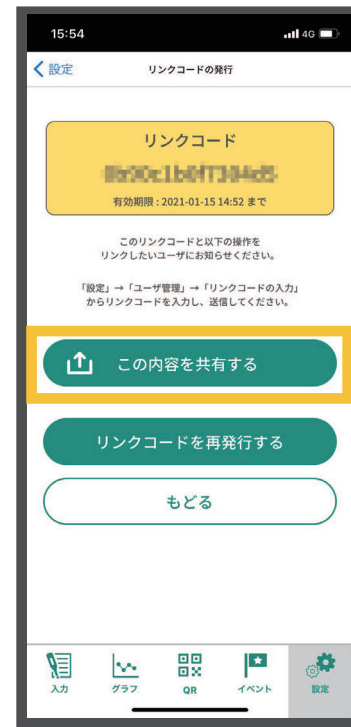 15:54
4G
設定
リンクコードの発行
リンクコード
有効期限 : 2021-01-15 14:52 まで
このリンクコードと以下の操作を
リンクしたいユーザにお知らせください。
「設定」→「ユーザ管理」→「リンクコードの入力」
からリンクコードを入力し、送信してください。
この内容を共有する
リンクコードを再発行する
もどる
入力
グラフ
QR
イベント
設定